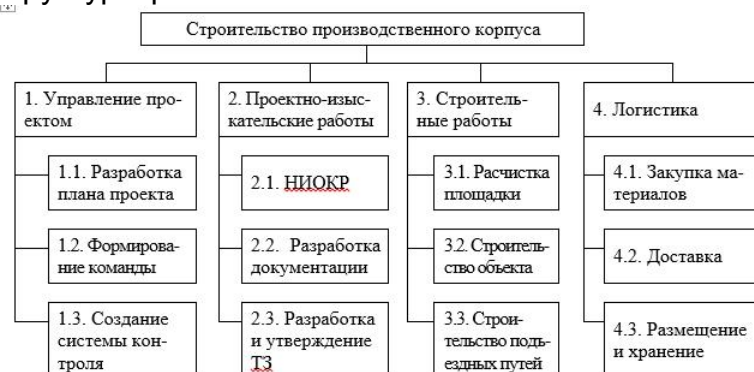 Строительство производственного корпуса
1. Управление про-
ектом
2. Проектно-изыс-
кательские работы
3. Строитель-
ные работы
4. Логистика
1.1. Разработка
плана проекта
2.1. НИОКР
3.1. Расчистка
площадки
4.1. Закупка ма-
териалов
1.2. Формирова-
ние команды
2.2. Разработка
документации
3.2. Строитель-
ство объекта
4.2. Доставка
1.3. Создание
системы кон-
троля
2.3. Разработка
и утверждение
ТЗ
3.3. Строи-
тельство подъ-
ездных путей
4.3. Размещение
и хранение